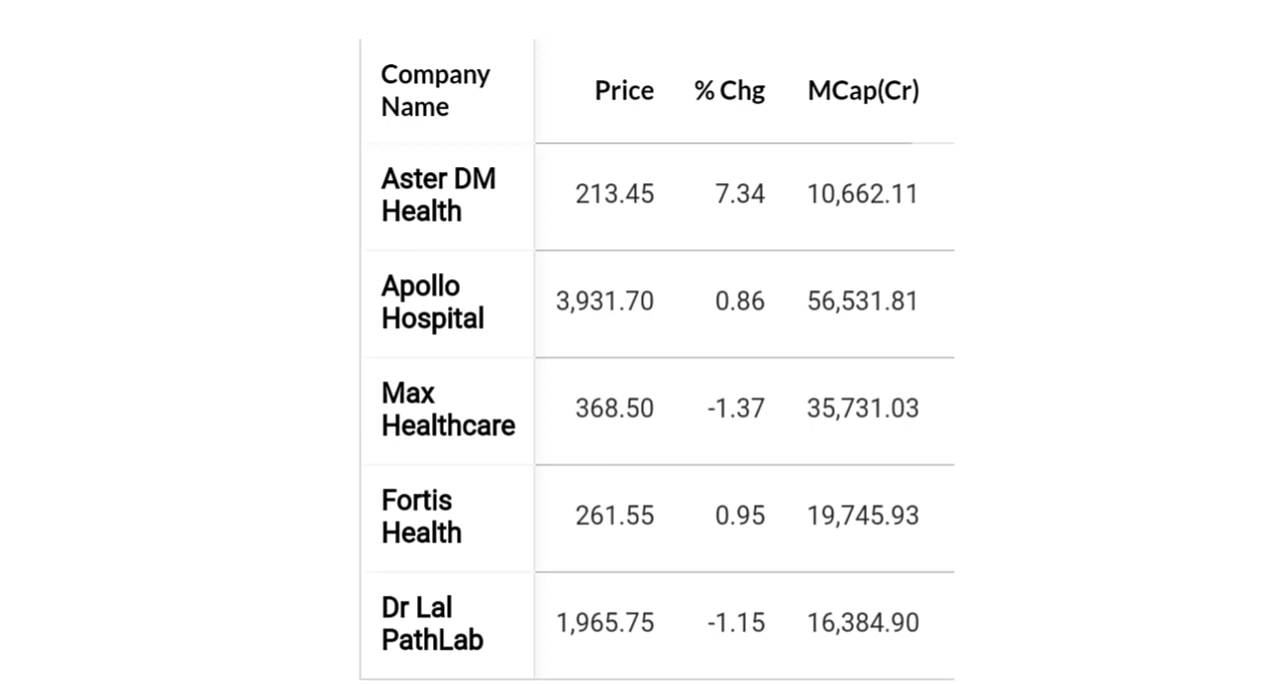 Company Name Price % Chg MCap(Cr)
Aster DM Health 213.45 7.34 10,662.11
Apollo Hospital 3,931.70 0.86 56,531.81
Max Healthcare 368.50 -1.37 35,731.03
Fortis Health 261.55 0.95 19,745.93
Dr Lal PathLab 1,965.75 -1.15 16,384.90